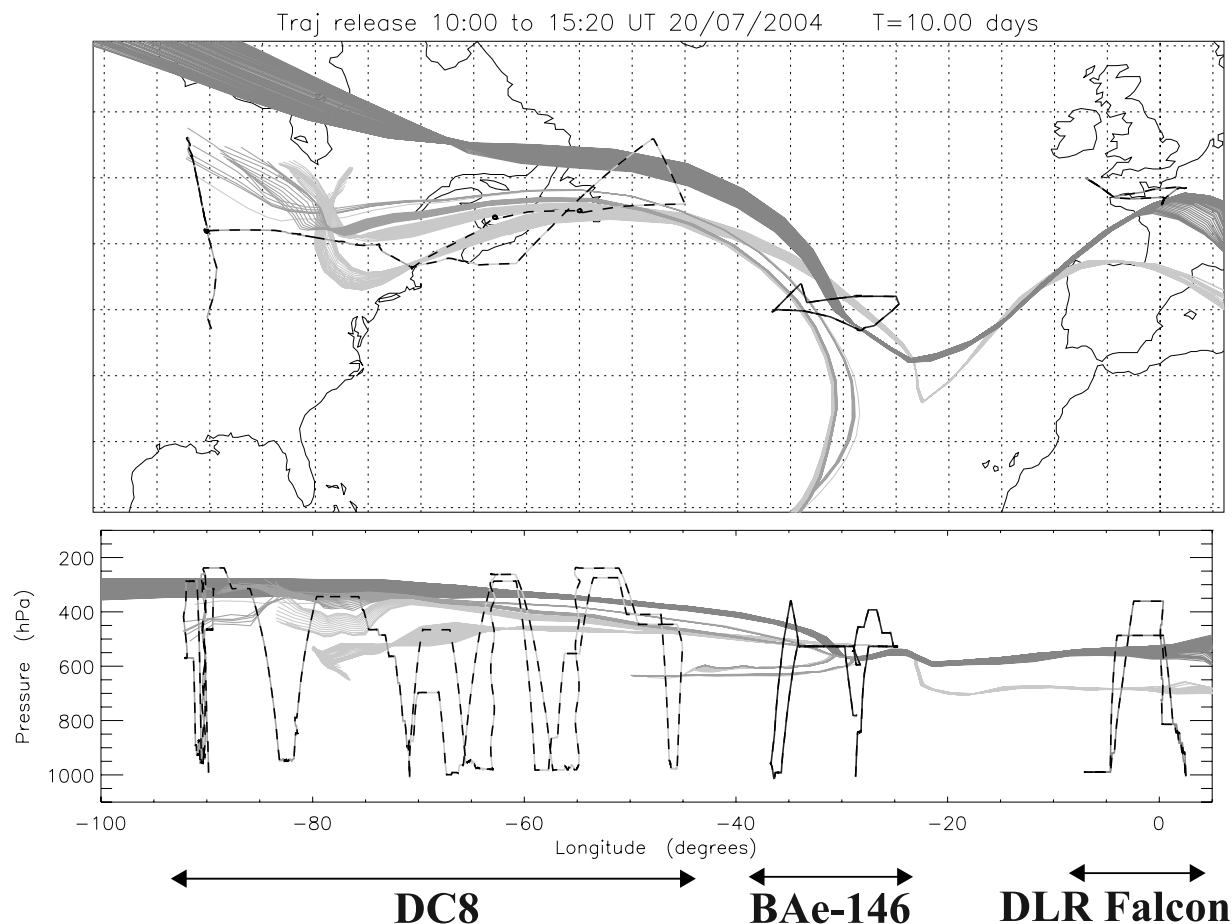 Traj release 10:00 to 15:20 UT 20/07/2004 T=10.00 days
200
400
600
800
1000
Pressure (hPa)
-100 -80 -60 -40 -20 0
Longitude (degrees)
DC8 BAe-146 DLR Falcon